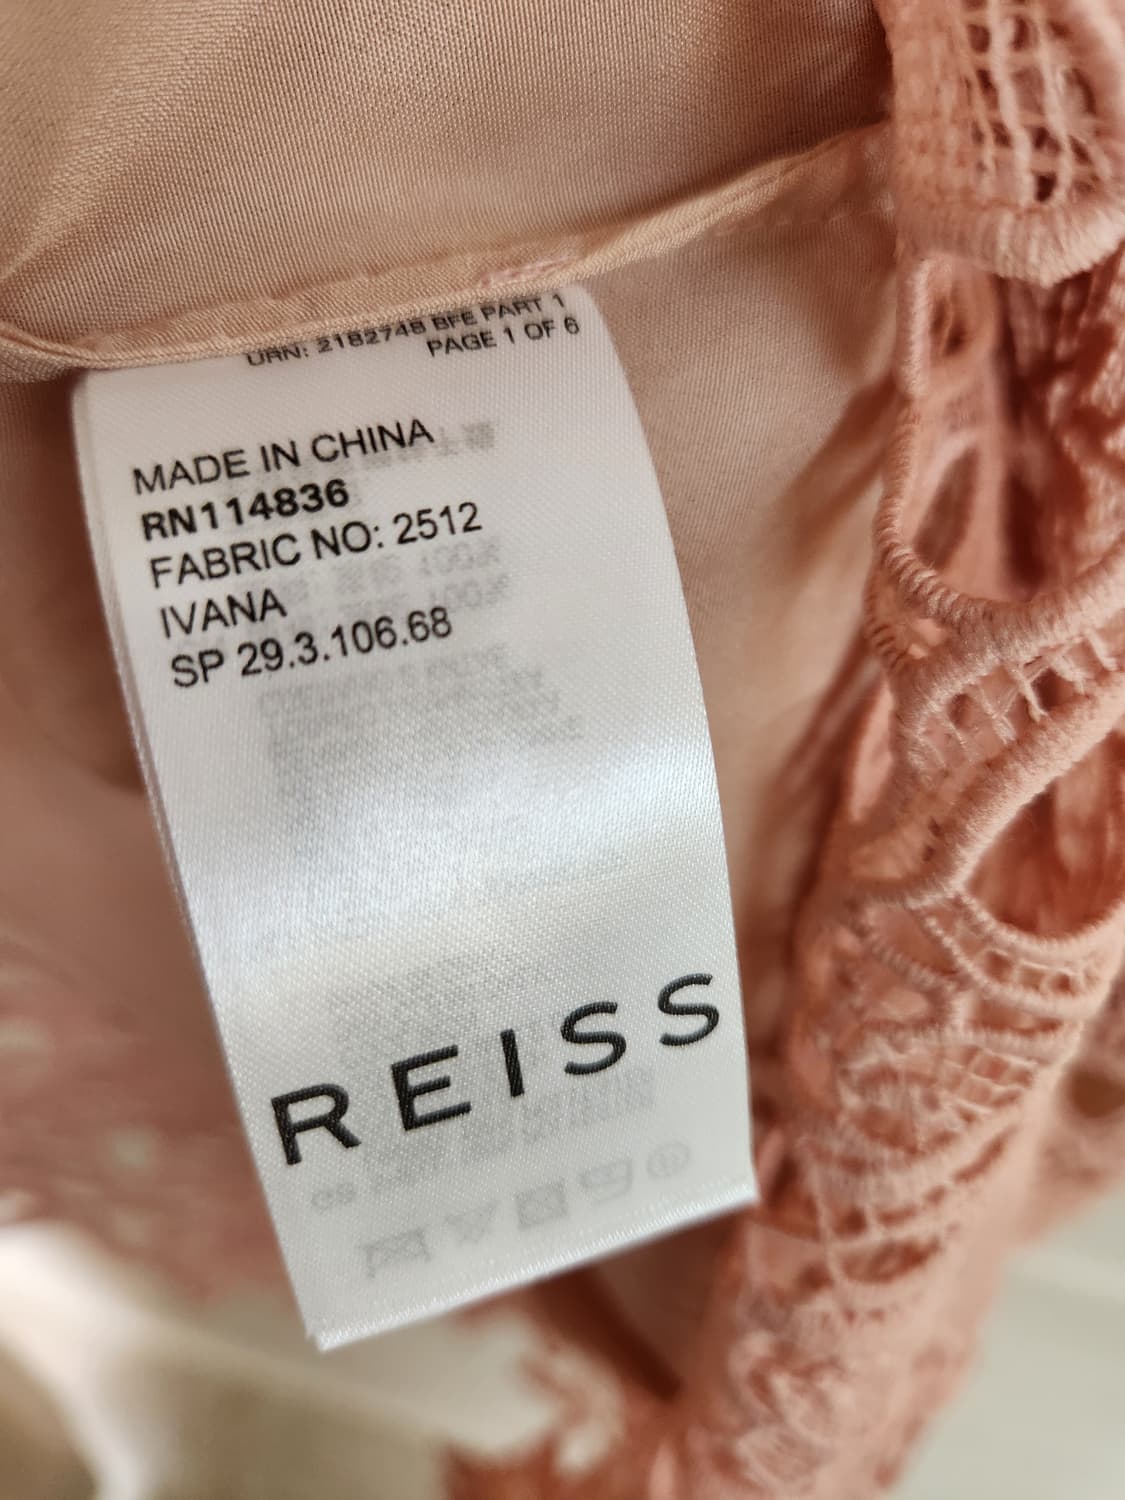 URN: 2182748 BFE PART 1
PAGE 1 OF 6
MADE IN CHINA
RN114836
FABRIC NO: 2512
IVANA
SP 29.3.106.68
REISS